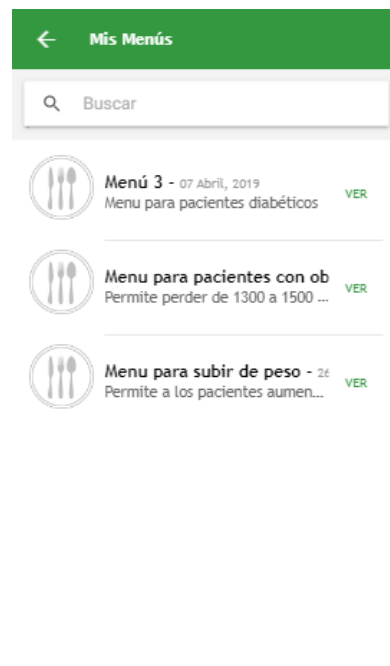 Mis Menús
Buscar
Menú 3 - 07 Abril, 2019
Menu para pacientes diabéticos
VER
Menu para pacientes con ob
Permite perder de 1300 a 1500 ...
VER
Menu para subir de peso - 26
Permite a los pacientes aumen...
VER